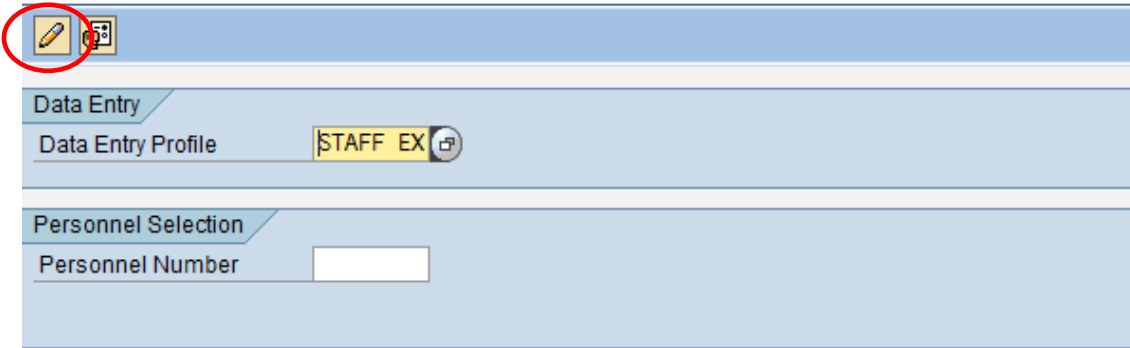 Data Entry
Data Entry Profile STAFF EX
Personnel Selection
Personnel Number